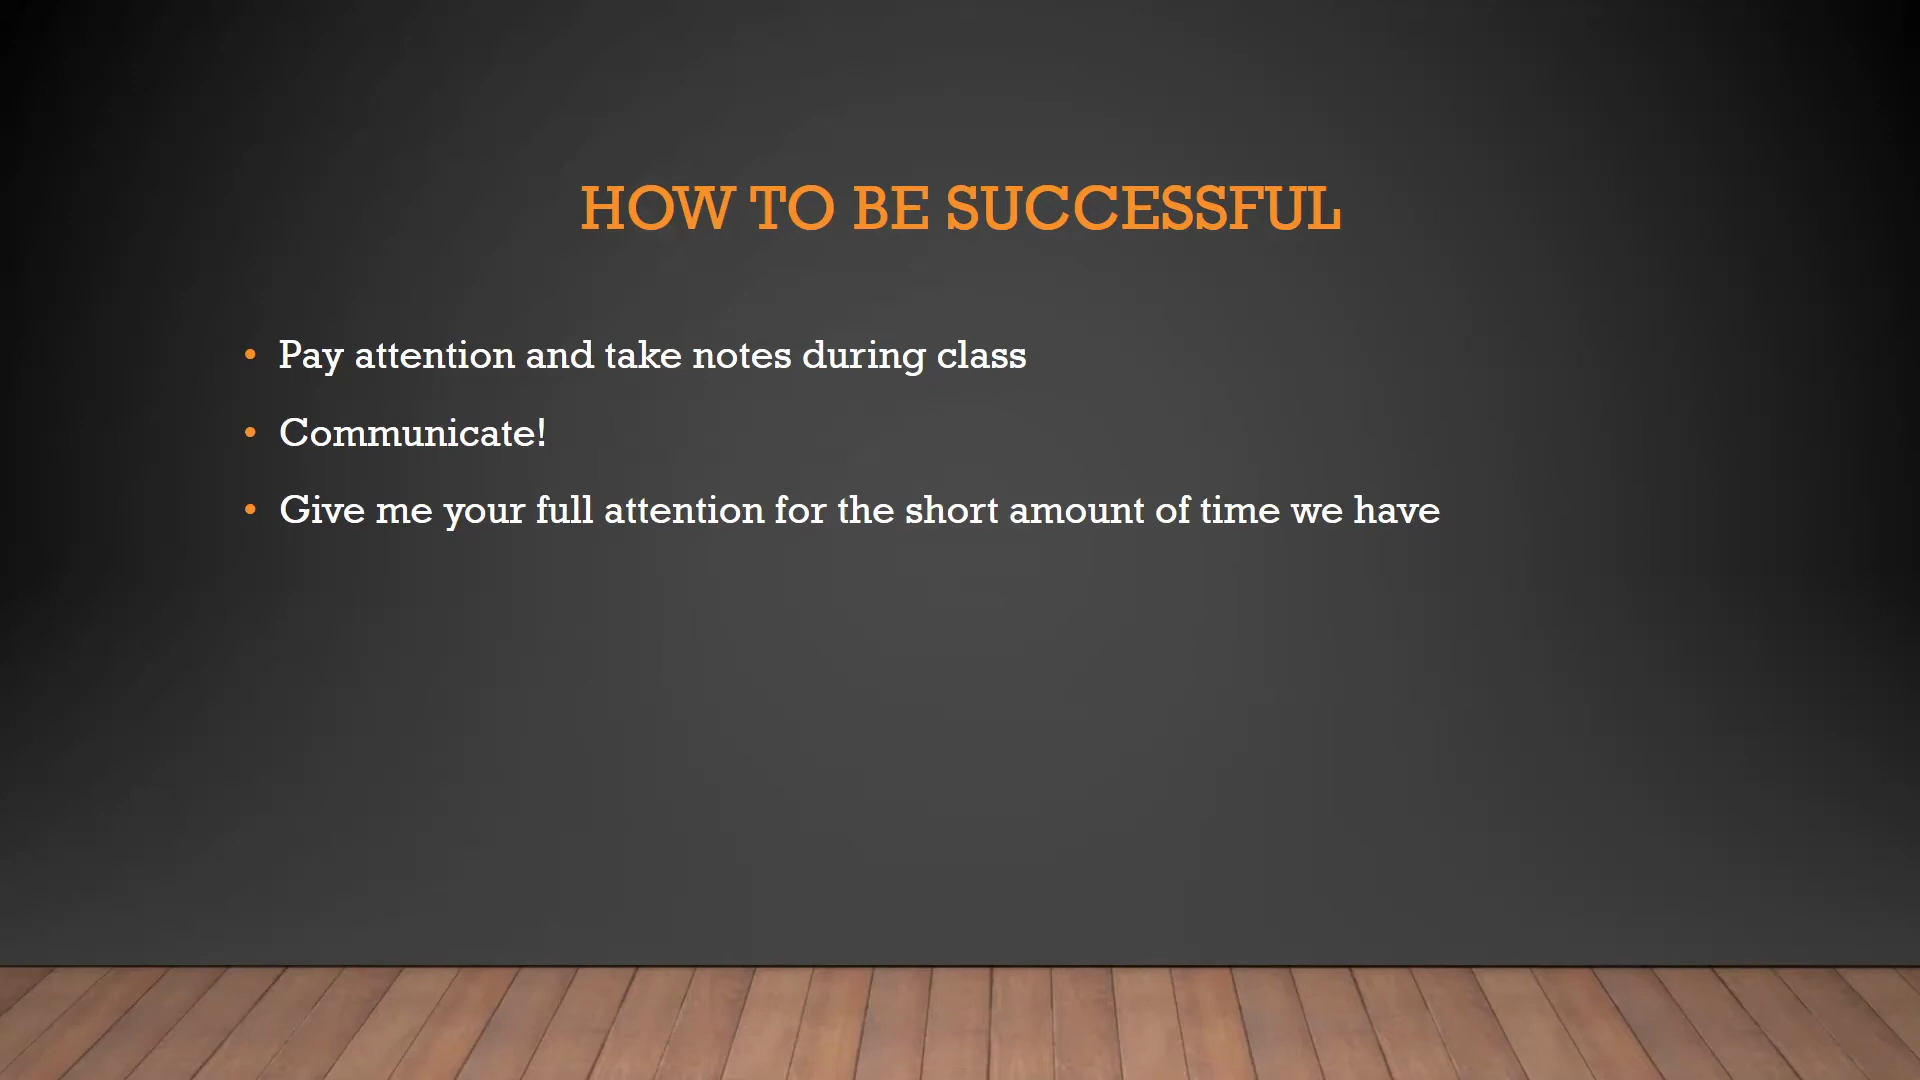 HOW TO BE SUCCESSFUL
• Pay attention and take notes during class
• Communicate!
• Give me your full attention for the short amount of time we have